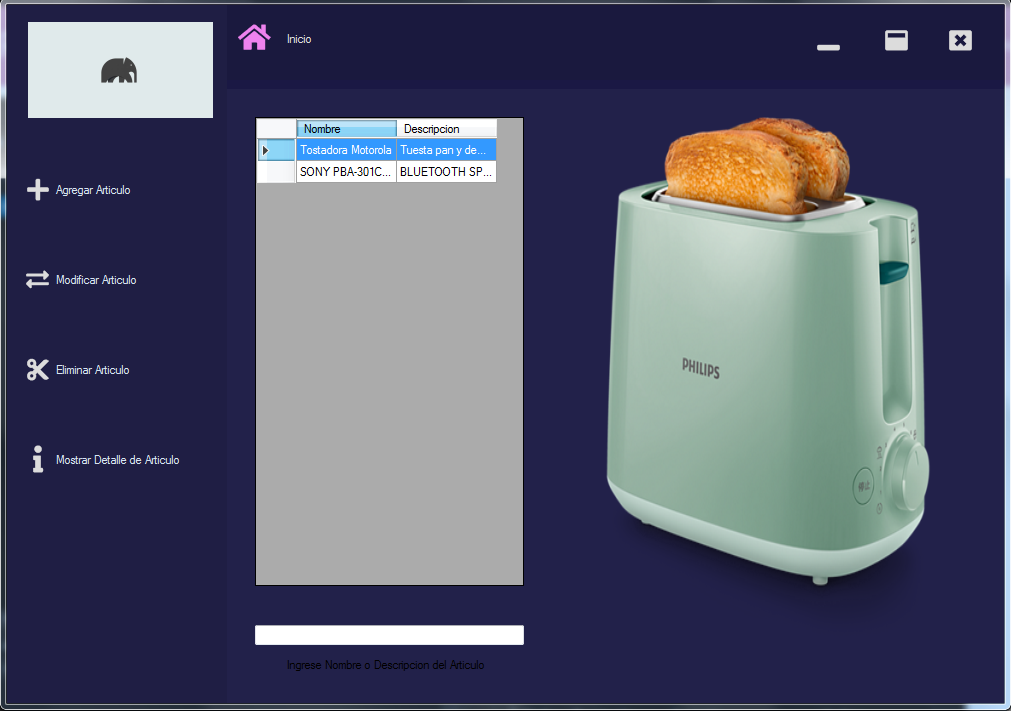 Inicio
Agregar Articulo
Modificar Articulo
Eliminar Articulo
Mostrar Detalle de Articulo
Nombre Descripcion
Tostadora Motorola Tuesta pan y de...
SONY PBA-301C... BLUETOOTH SP...
PHILIPS
Ingrese Nombre o Descripcion del Articulo